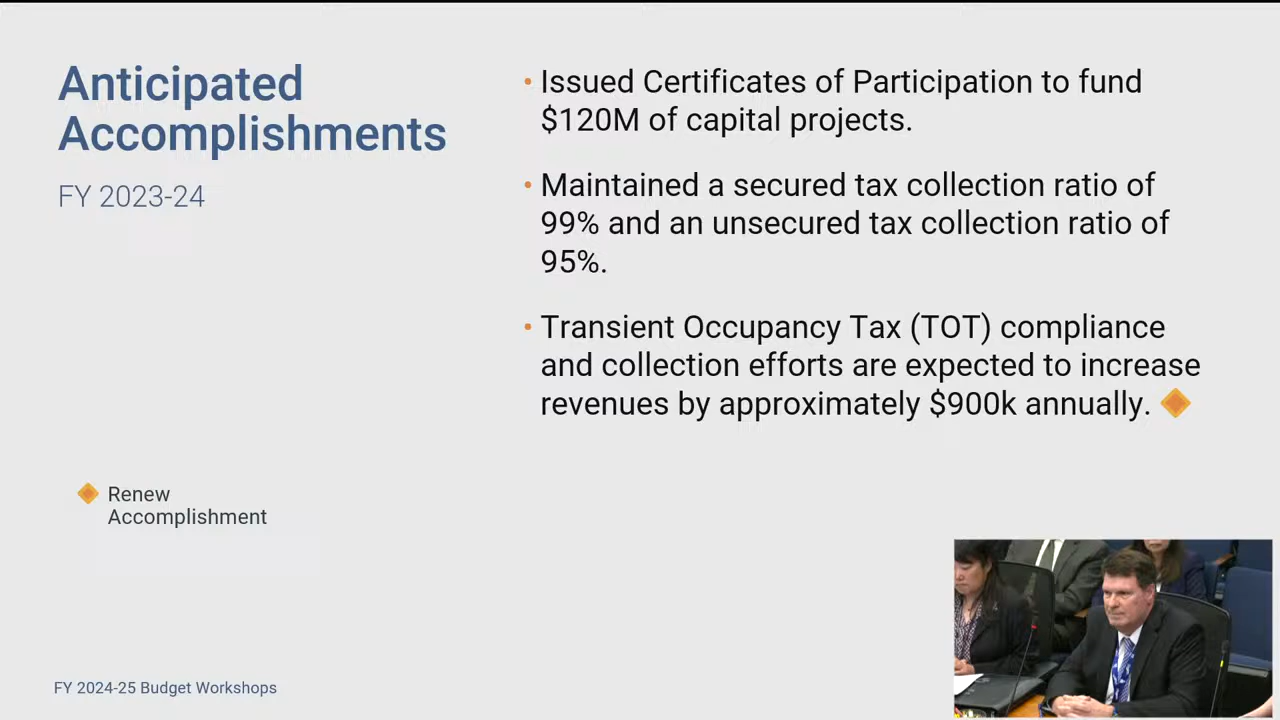 Anticipated
Accomplishments
FY 2023-24
• Issued Certificates of Participation to fund
$120M of capital projects.
• Maintained a secured tax collection ratio of
99% and an unsecured tax collection ratio of
95%.
• Transient Occupancy Tax (TOT) compliance
and collection efforts are expected to increase
revenues by approximately $900k annually.
Renew
Accomplishment
FY 2024-25 Budget Workshops